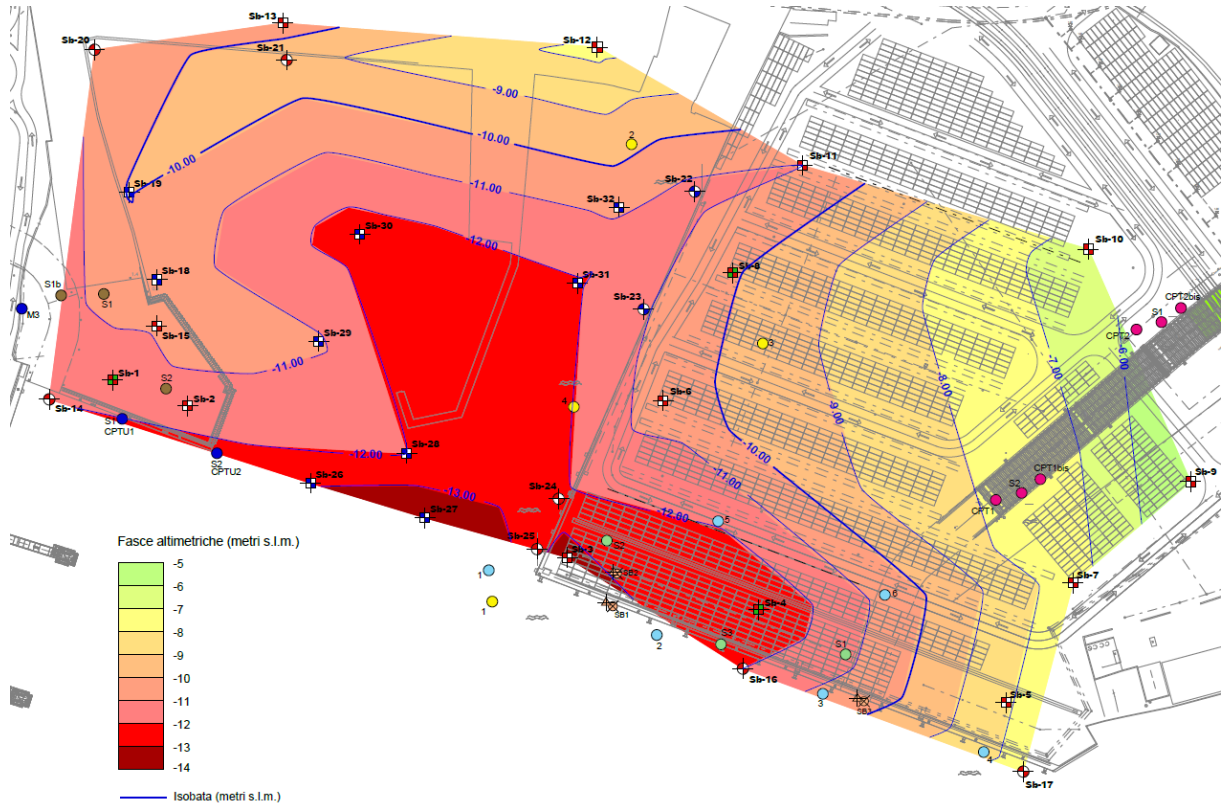 Sb-13
Sb-12
Sb-20
Sb-21
-9.00
2
-10.00
-10.00
Sb-11
-11.00
Sb-19
Sb-22
Sb-32
Sb-30
-12.00
Sb-10
Sb-8
Sb-18
Sb-31
S1b
S1
M3
Sb-23
CPT2bis
S1
CPT2
Sb-15
Sb-29
3
-6.00
-7.00
-11.00
-8.00
Sb-1
S2
Sb-2
Sb-14
4
Sb-6
-9.00
S1
CPTU1
-10.00
S2
CPTU2
-12.00
Sb-28
Sb-26
-11.00
CPT1bis
S2
CPT1
Sb-9
-13.00
Sb-24
Sb-27
-12.00
5
Fasce altimetriche (metri s.l.m.)
Sb-25
S2
Sb-3
SB2
1
Sb-7
6
1
SB1
Sb-4
2
S3
S1
Sb-16
3
SB3
Sb-5
4
Sb-17
-5
-6
-7
-8
-9
-10
-11
-12
-13
-14
Isobata (metri s.l.m.)